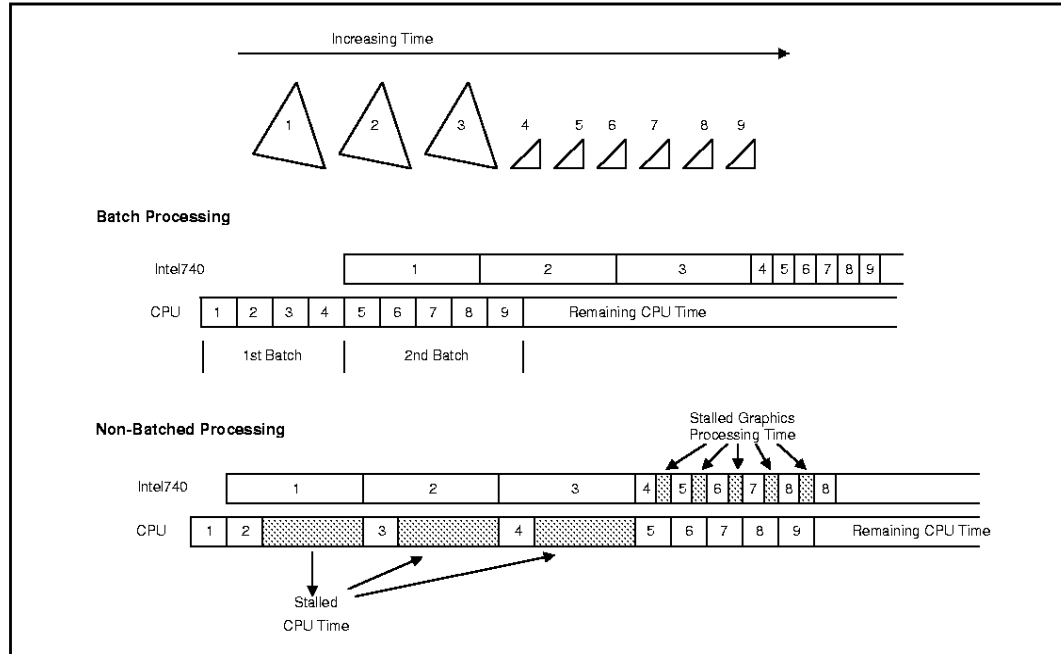 Increasing Time
1 2 3 4 5 6 7 8 9
Batch Processing
Intel740 1 2 3 4 5 6 7 8 9
CPU 1 2 3 4 5 6 7 8 9 Remaining CPU Time
1st Batch 2nd Batch
Non-Batched Processing
Stalled Graphics
Processing Time
Intel740 1 2 3 4 5 6 7 8 8
CPU 1 2 3 4 5 6 7 8 9 Remaining CPU Time
Stalled
CPU Time